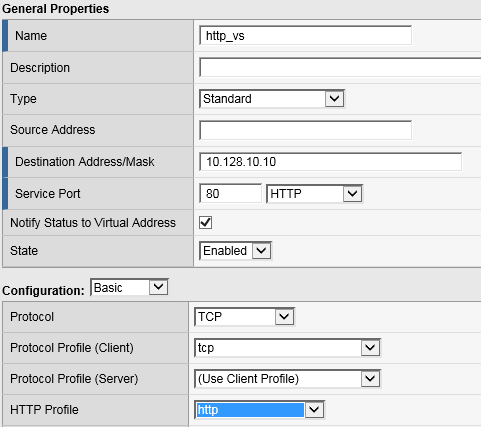 General Properties
Name http_vs
Description
Type Standard
Source Address
Destination Address/Mask 10.128.10.10
Service Port 80 HTTP
Notify Status to Virtual Address
State Enabled
Configuration: Basic
Protocol TCP
Protocol Profile (Client) tcp
Protocol Profile (Server) (Use Client Profile)
HTTP Profile http